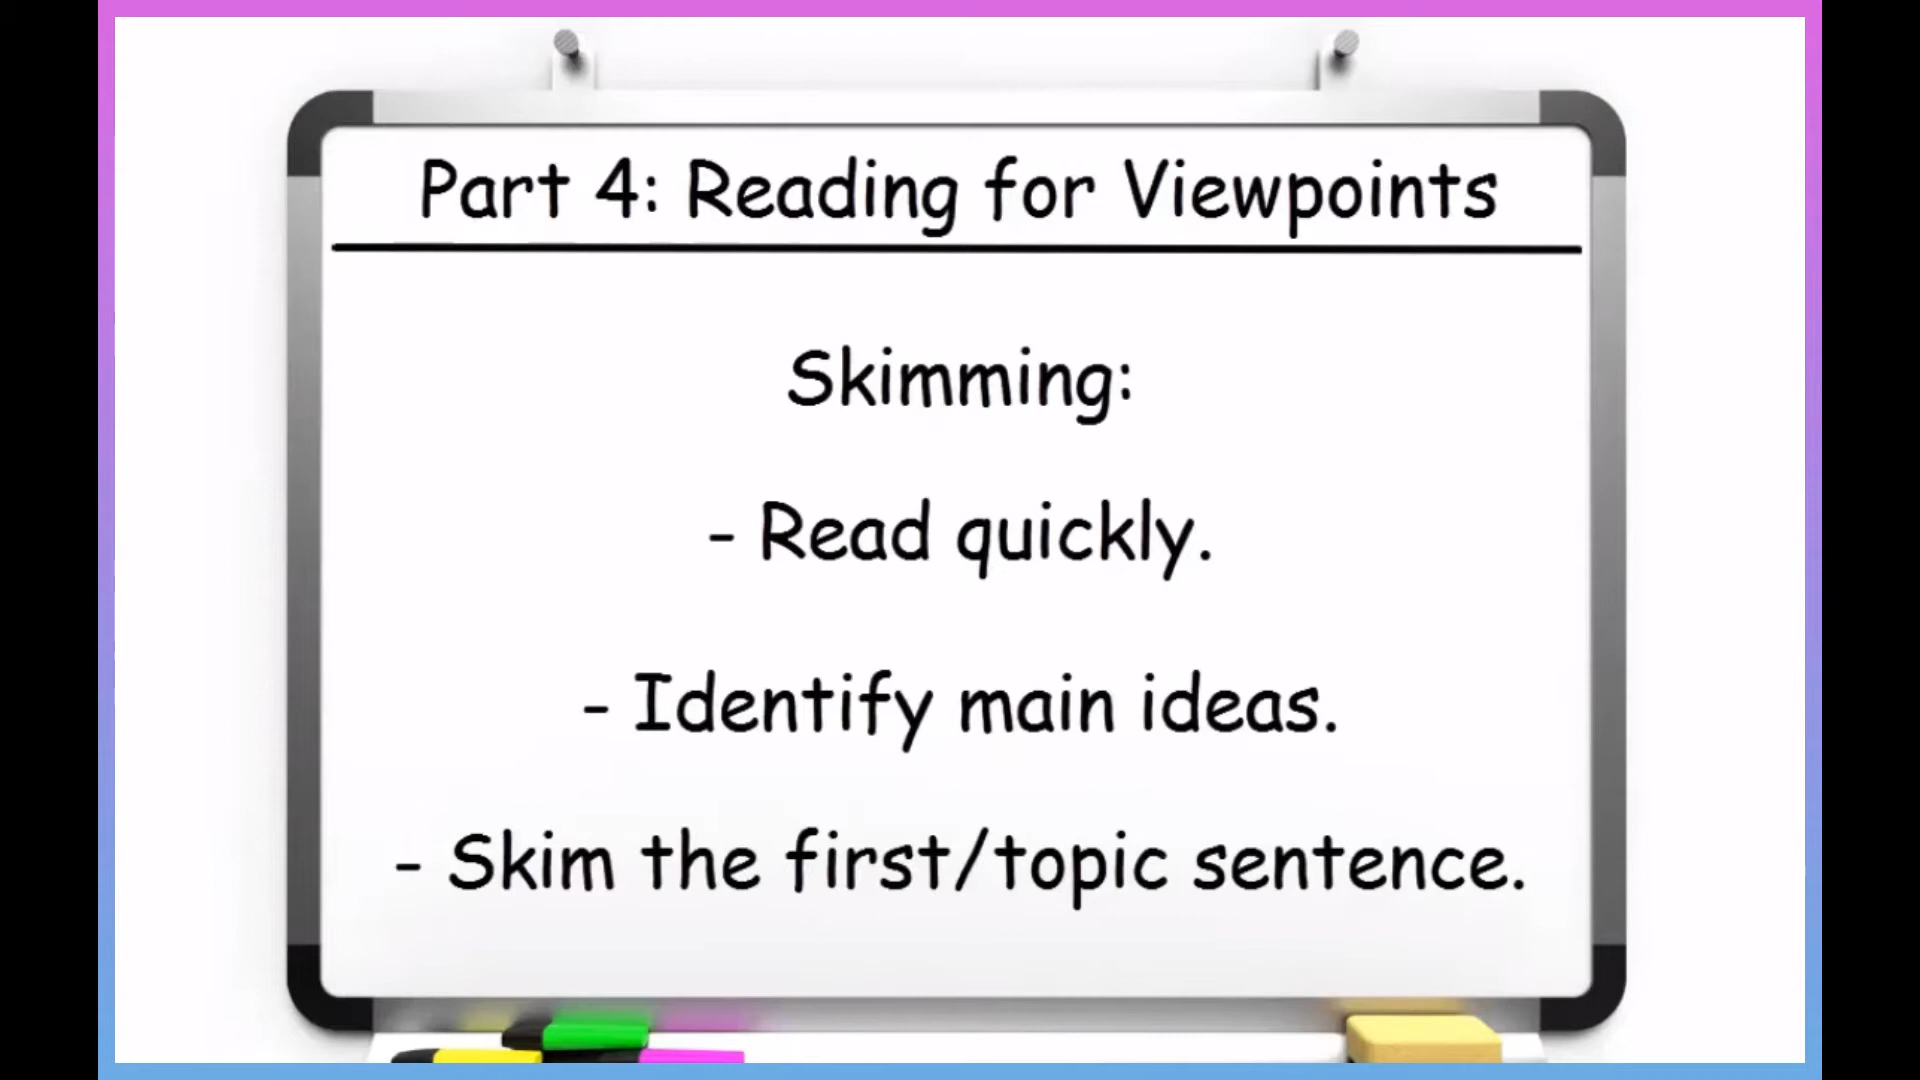 Part 4: Reading for Viewpoints
Skimming:
- Read quickly.
- Identify main ideas.
- Skim the first/topic sentence.